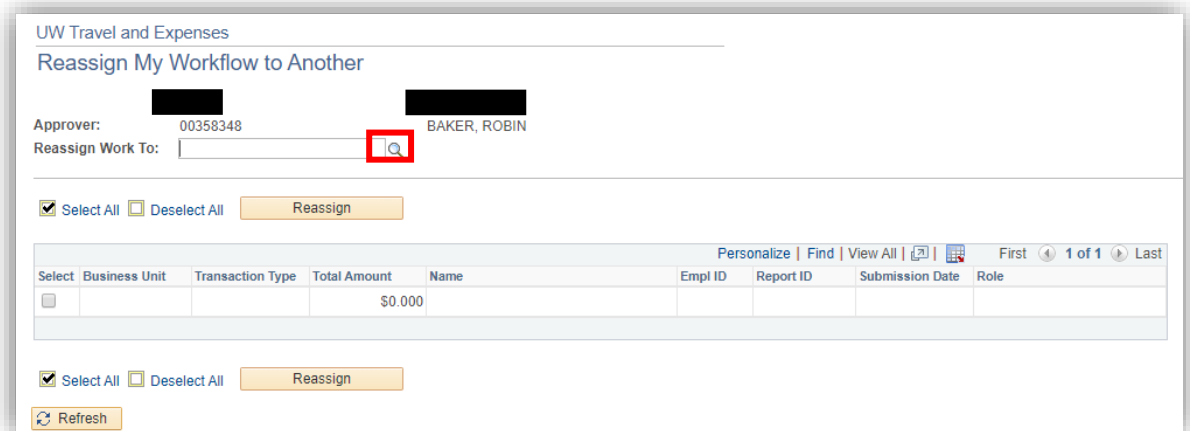 UW Travel and Expenses
Reassign My Workflow to Another
Approver: 00358348 BAKER, ROBIN
Reassign Work To:
Select All Deselect All Reassign
Personalize | Find | View All | | First 1 of 1 Last
Select Business Unit Transaction Type Total Amount Name Empl ID Report ID Submission Date Role
$0.000
Select All Deselect All Reassign
Refresh